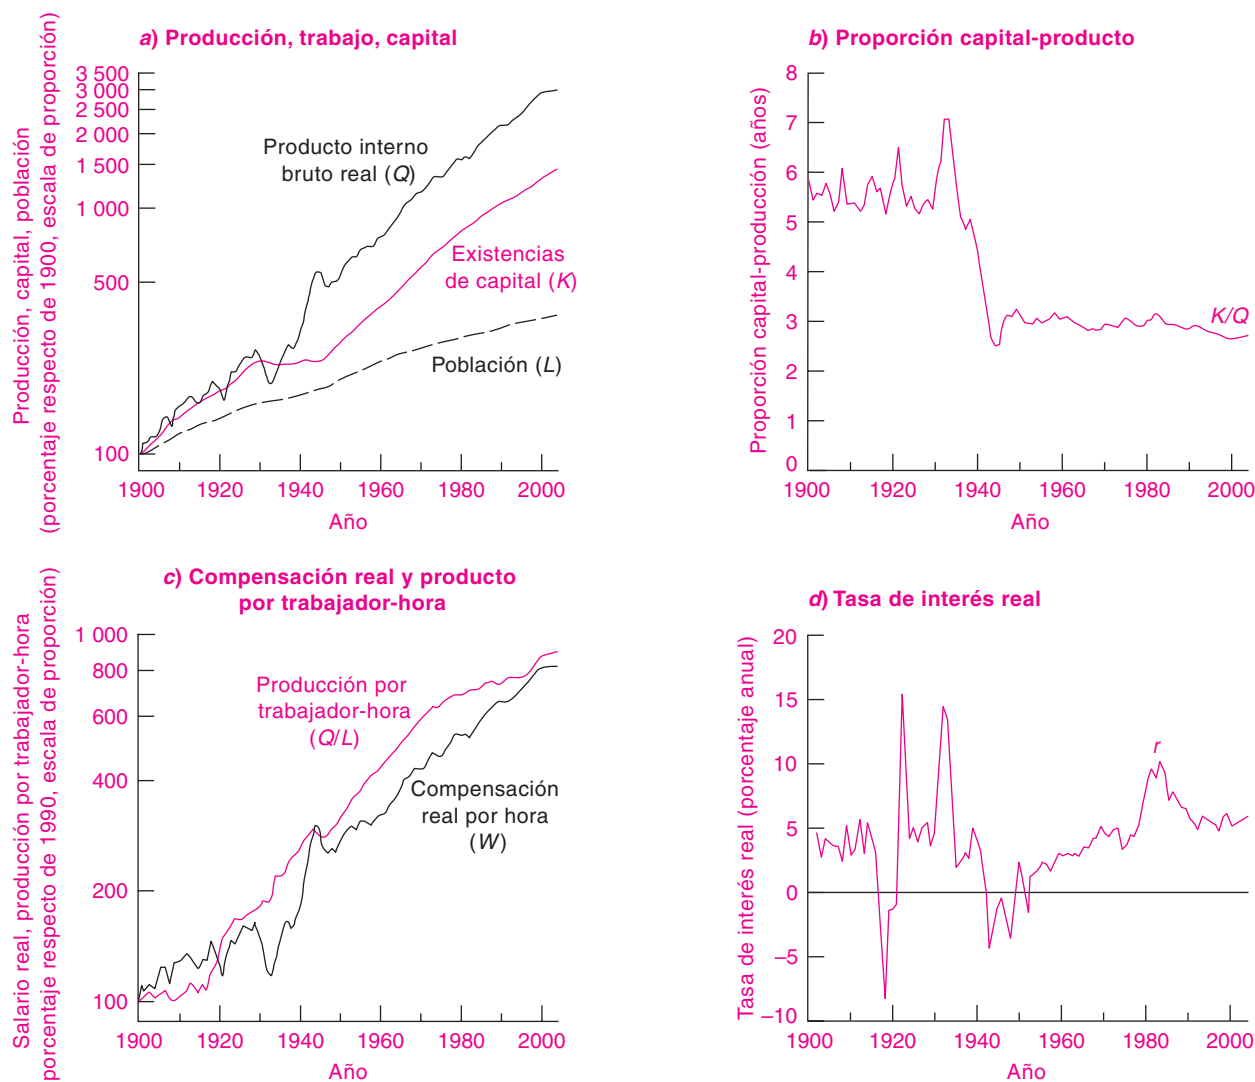 a) Producción, trabajo, capital
Producción, capital, población
(porcentaje respecto de 1900, escala de proporción)
3 500
3 000
2 500
2 000
1 500
1 000
500
100
Producto interno
bruto real (Q)
Existencias
de capital (K)
Población (L)
1900 1920 1940 1960 1980 2000
Año
b) Proporción capital-producto
Proporción capital-producción (años)
8
7
6
5
4
3
2
1
0
K/Q
1900 1920 1940 1960 1980 2000
Año
c) Compensación real y producto
por trabajador-hora
Salario real, producción por trabajador-hora
porcentaje respecto de 1990, escala de proporción)
1 000
800
600
400
200
100
Producción por
trabajador-hora
(Q/L)
Compensación
real por hora
(W)
1900 1920 1940 1960 1980 2000
Año
d) Tasa de interés real
Tasa de interés real (porcentaje anual)
20
15
10
5
0
–5
–10
r
1900 1920 1940 1960 1980 2000
Año